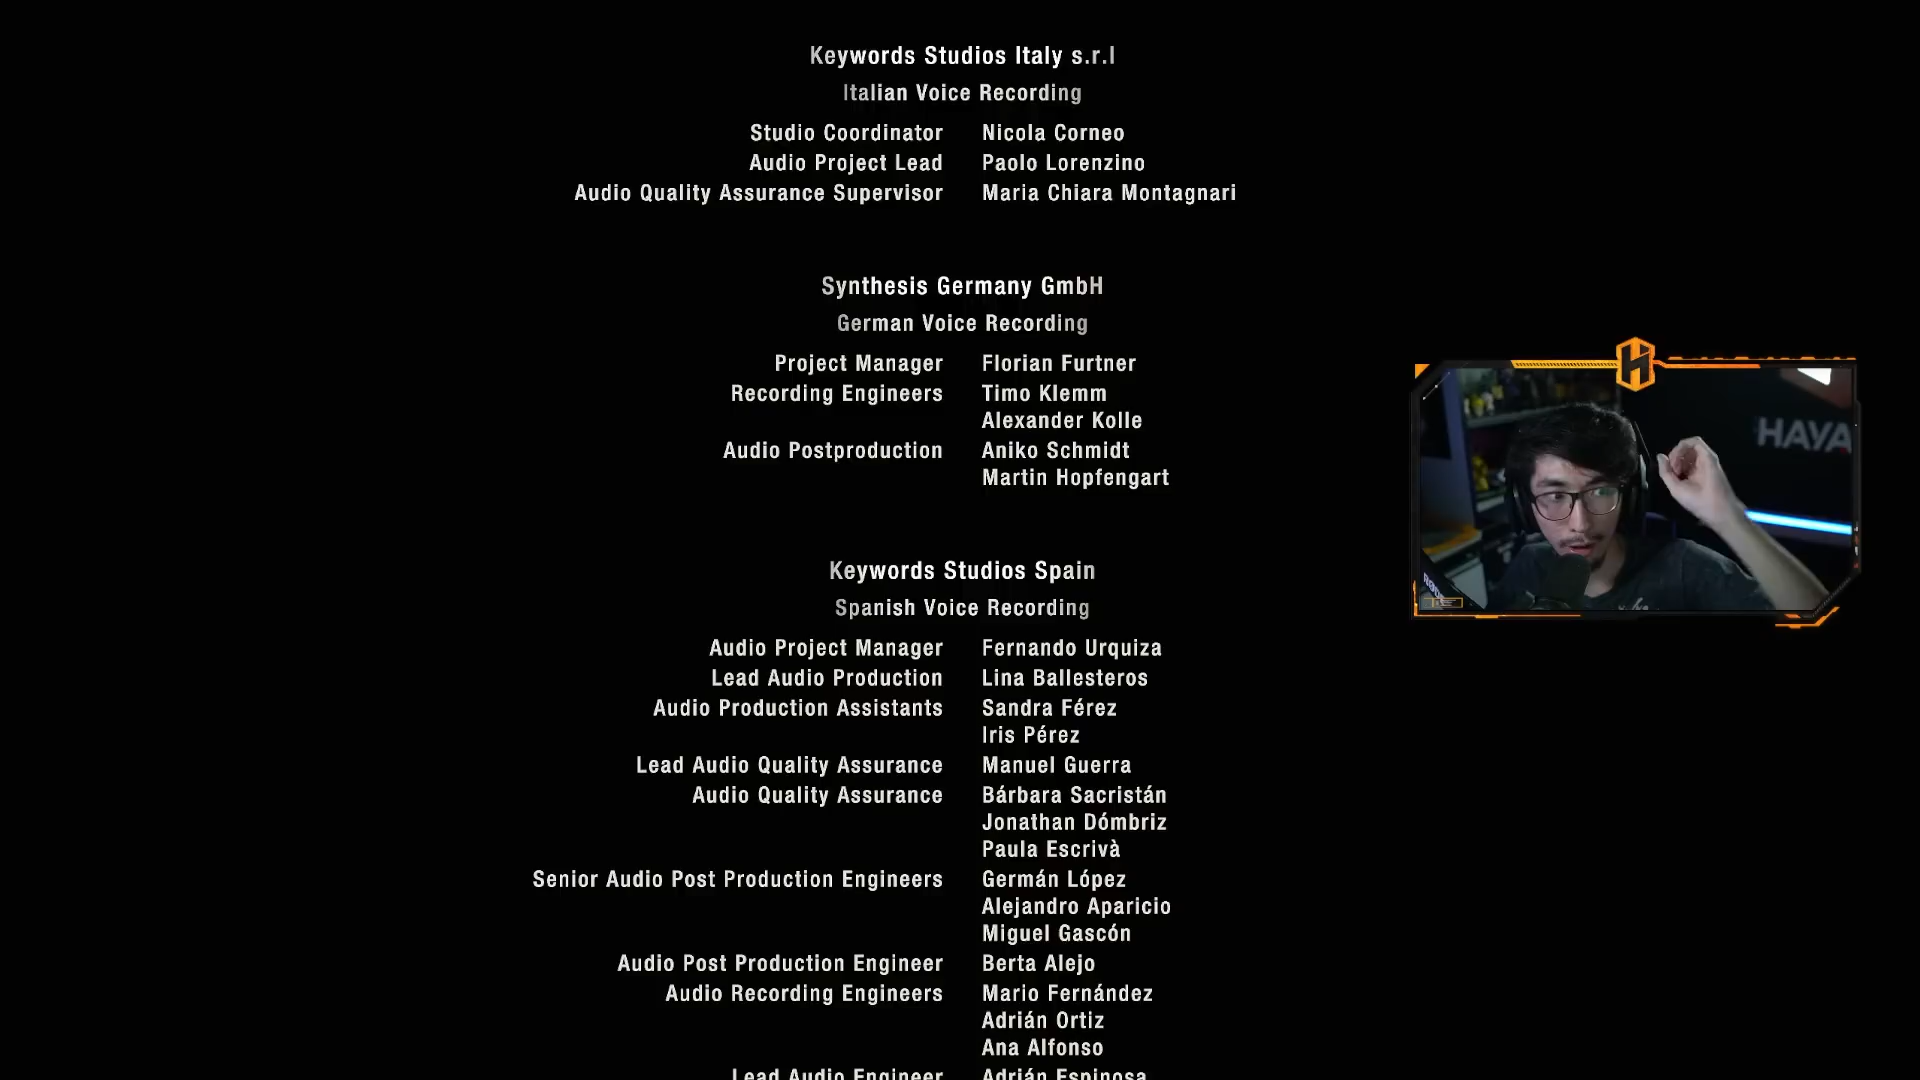 Keywords Studios Italy s.r.l
Italian Voice Recording
Studio Coordinator Nicola Corneo
Audio Project Lead Paolo Lorenzino
Audio Quality Assurance Supervisor Maria Chiara Montagnari
Synthesis Germany GmbH
German Voice Recording
Project Manager Florian Furtner
Recording Engineers Timo Klemm
Alexander Kolle
Audio Postproduction Aniko Schmidt
Martin Hopfengart
HAYA
Keywords Studios Spain
Spanish Voice Recording
Audio Project Manager Fernando Urquiza
Lead Audio Production Lina Ballesteros
Audio Production Assistants Sandra Férez
Iris Pérez
Lead Audio Quality Assurance Manuel Guerra
Audio Quality Assurance Bárbara Sacristán
Jonathan Dómbriz
Paula Escrivà
Senior Audio Post Production Engineers Germán López
Alejandro Aparicio
Miguel Gascón
Audio Post Production Engineer Berta Alejo
Audio Recording Engineers Mario Fernández
Adrián Ortiz
Ana Alfonso
Lead Audio Engineer Adrián Espinosa